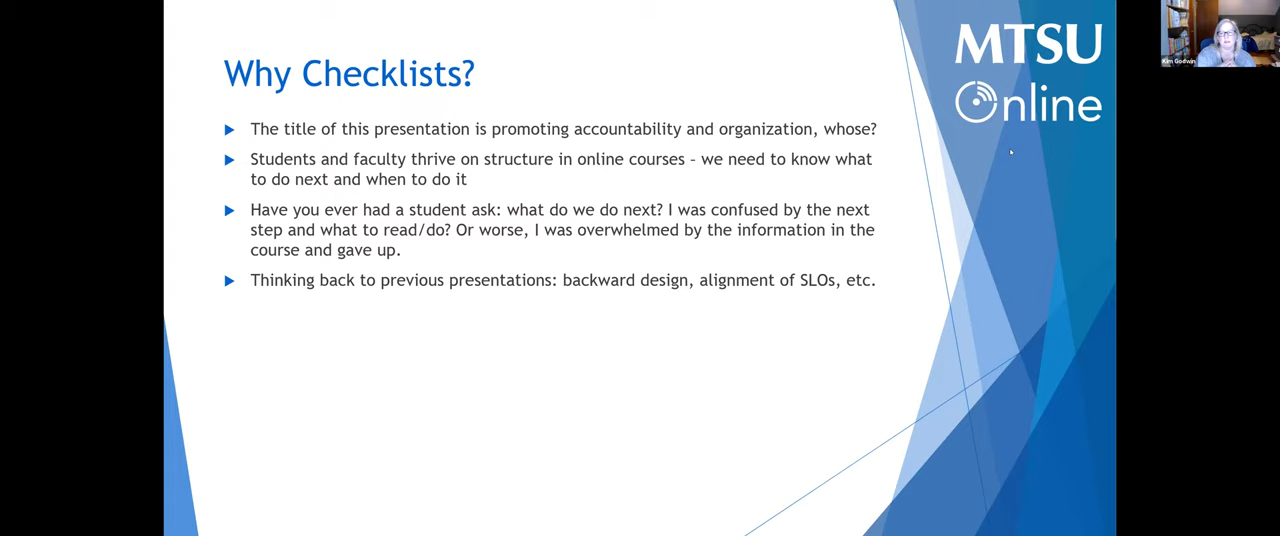 MTSU
Online
Kim Godwin
Why Checklists?
The title of this presentation is promoting accountability and organization, whose?
Students and faculty thrive on structure in online courses – we need to know what
to do next and when to do it
Have you ever had a student ask: what do we do next? I was confused by the next
step and what to read/do? Or worse, I was overwhelmed by the information in the
course and gave up.
Thinking back to previous presentations: backward design, alignment of SLOs, etc.